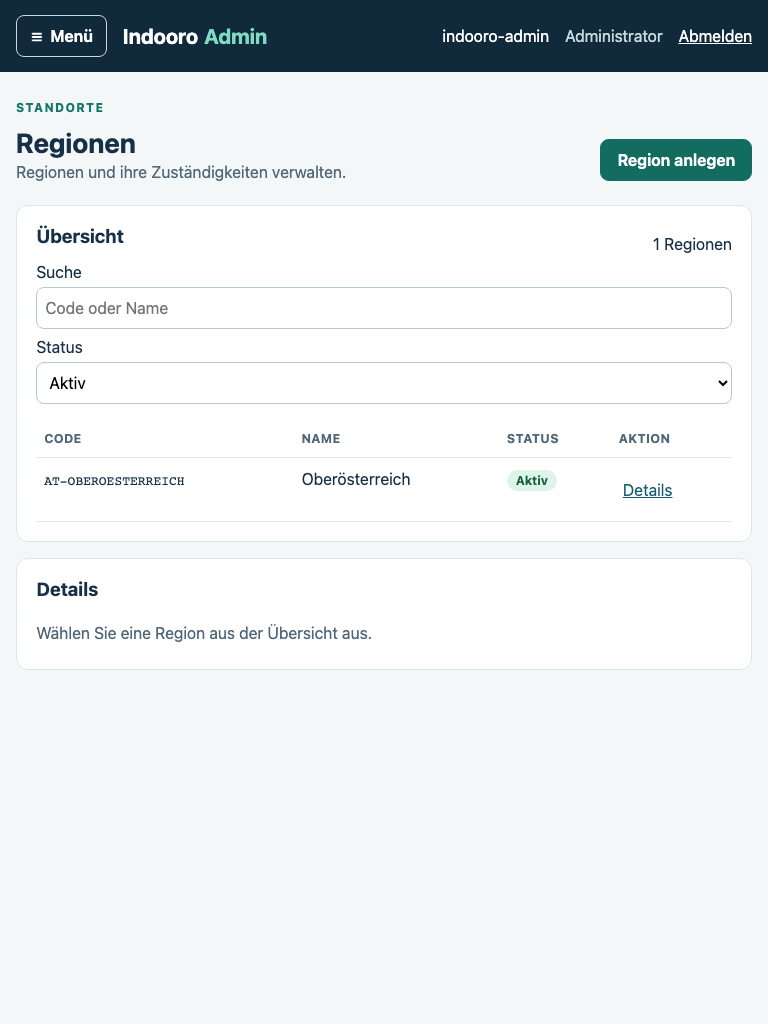 ≡ Menü Indooro Admin indooro-admin Administrator Abmelden
STANDORTE
Regionen
Regionen und ihre Zuständigkeiten verwalten.
Region anlegen
Übersicht
1 Regionen
Suche
Code oder Name
Status
Aktiv
CODE NAME STATUS AKTION
AT-OBEROESTERREICH Oberösterreich Aktiv Details
Details
Wählen Sie eine Region aus der Übersicht aus.